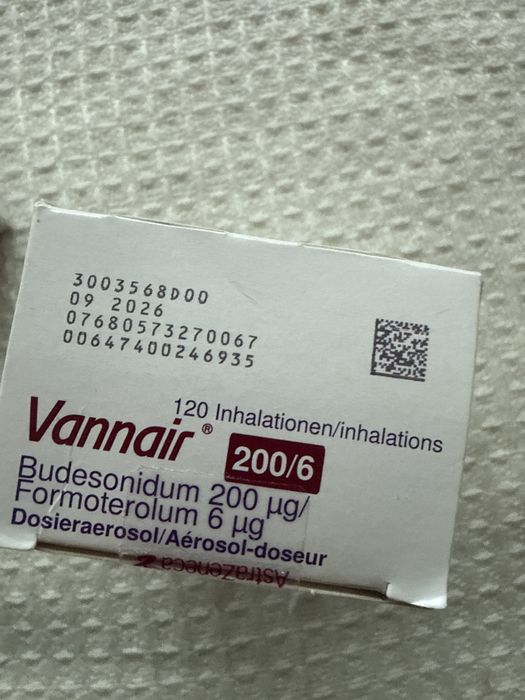 3003568D00
09 2026
07680573270067
00647400246935
120 Inhalationen/inhalations
Vannair® 200/6
Budesonidum 200 µg/
Formoterolum 6 µg
Dosieraerosol/Aérosol-doseur
AstraZeneca